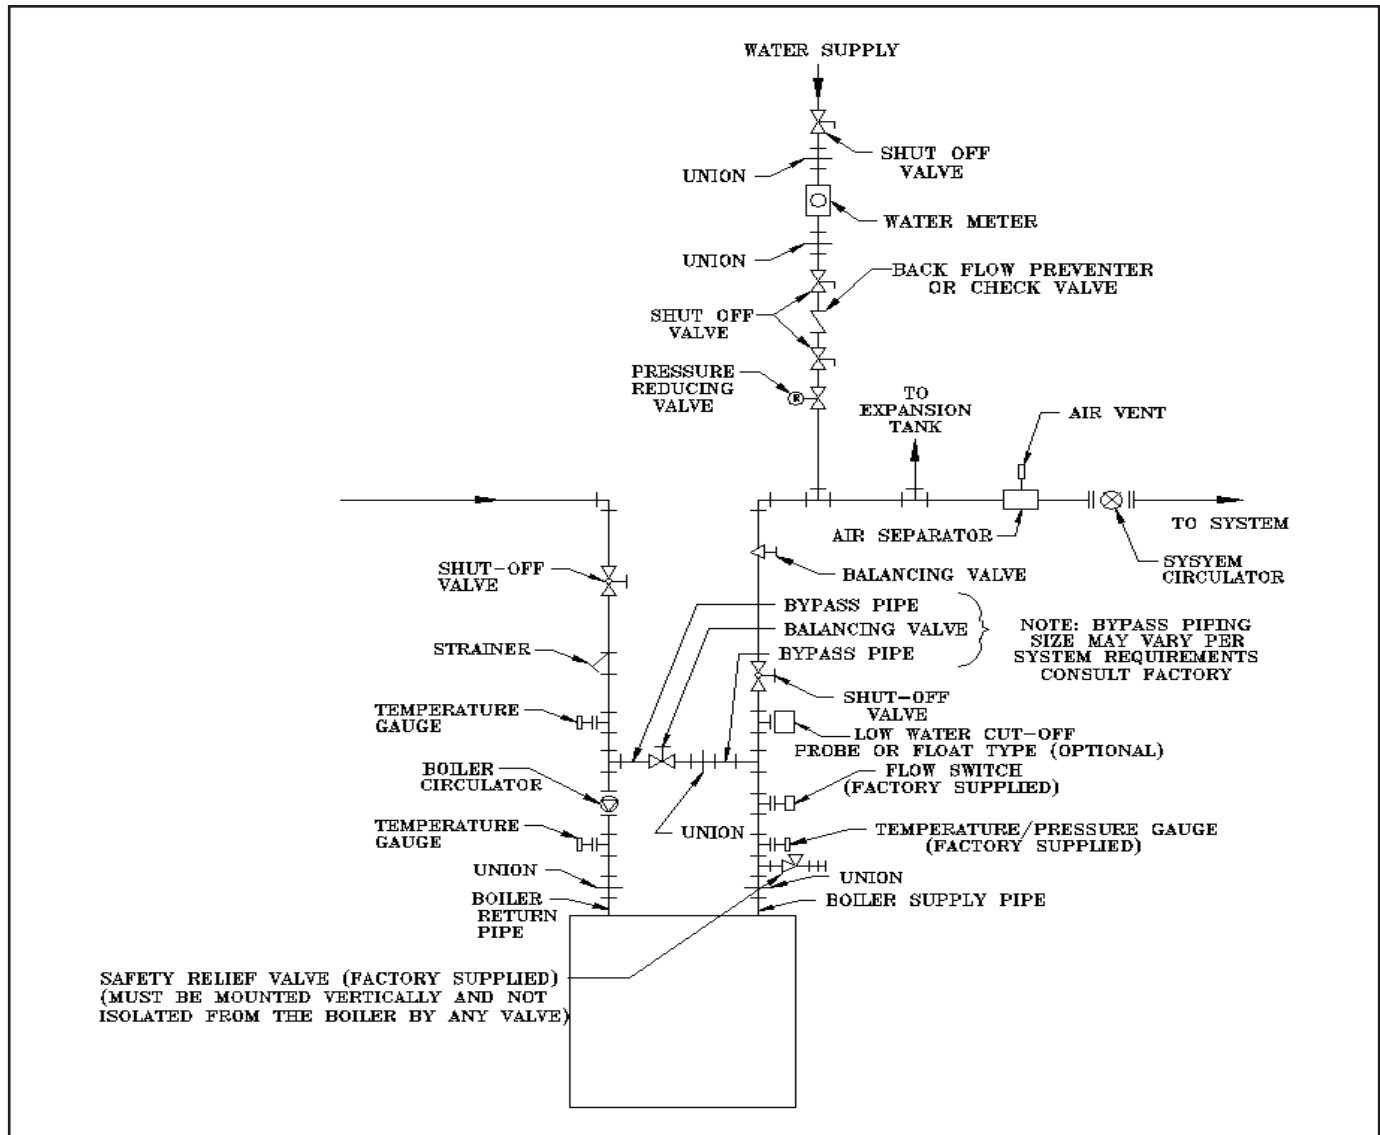 WATER SUPPLY
SHUT OFF
VALVE
UNION
WATER METER
UNION
BACK FLOW PREVENTER
OR CHECK VALVE
SHUT OFF
VALVE
PRESSURE
REDUCING
VALVE
R
TO
EXPANSION
TANK
AIR VENT
TO SYSTEM
AIR SEPARATOR
SYSYEM
CIRCULATOR
SHUT-OFF
VALVE
BALANCING VALVE
BYPASS PIPE
BALANCING VALVE
BYPASS PIPE
NOTE: BYPASS PIPING
SIZE MAY VARY PER
SYSTEM REQUIREMENTS
CONSULT FACTORY
STRAINER
SHUT-OFF
VALVE
TEMPERATURE
GAUGE
LOW WATER CUT-OFF
PROBE OR FLOAT TYPE (OPTIONAL)
BOILER
CIRCULATOR
FLOW SWITCH
(FACTORY SUPPLIED)
TEMPERATURE
GAUGE
UNION
TEMPERATURE/PRESSURE GAUGE
(FACTORY SUPPLIED)
UNION
UNION
BOILER
RETURN
PIPE
BOILER SUPPLY PIPE
SAFETY RELIEF VALVE (FACTORY SUPPLIED)
(MUST BE MOUNTED VERTICALLY AND NOT
ISOLATED FROM THE BOILER BY ANY VALVE)